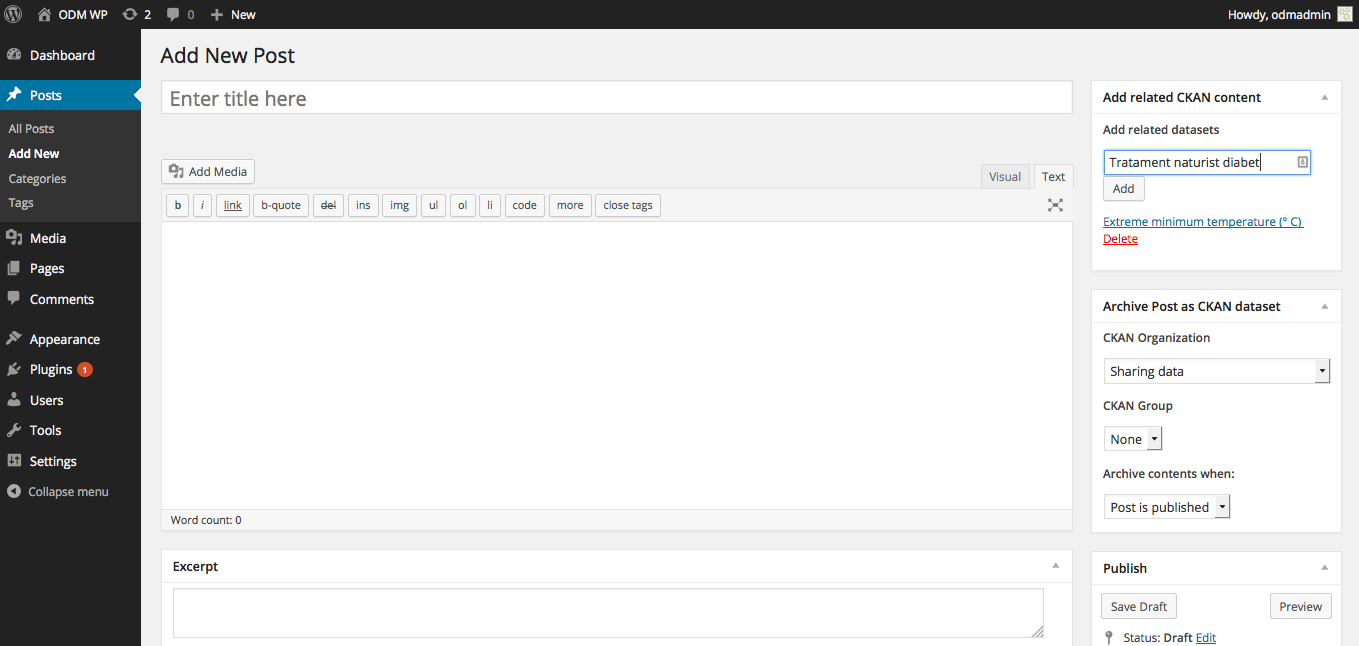 ODM WP 2 0 New Howdy, odmadmin
Dashboard
Posts
All Posts
Add New
Categories
Tags
Media
Pages
Comments
Appearance
Plugins 1
Users
Tools
Settings
Collapse menu
Add New Post
Enter title here
Add Media
Visual Text
b i link b-quote del ins img ul ol li code more close tags
Word count: 0
Excerpt
Add related CKAN content
Add related datasets
Tratament naturist diabet
Add
Extreme minimum temperature (° C)
Delete
Archive Post as CKAN dataset
CKAN Organization
Sharing data
CKAN Group
None
Archive contents when:
Post is published
Publish
Save Draft Preview
Status: Draft Edit